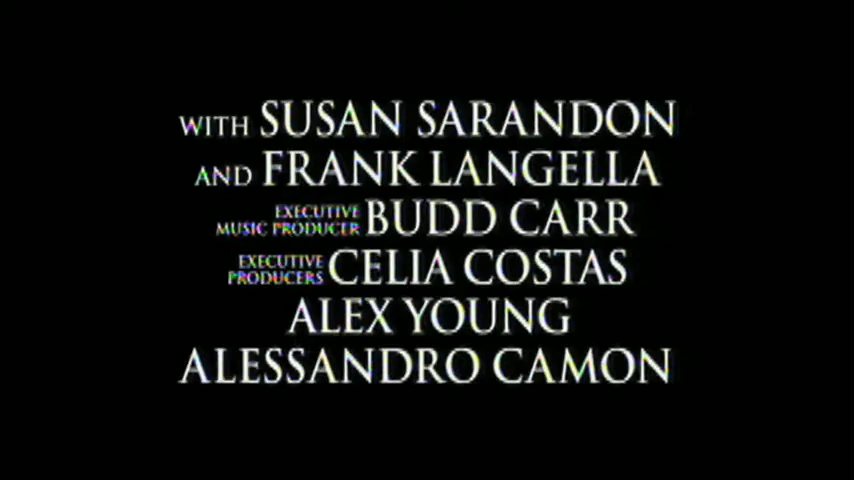 WITH SUSAN SARANDON
AND FRANK LANGELLA
EXECUTIVE MUSIC PRODUCER BUDD CARR
EXECUTIVE PRODUCERS CELIA COSTAS
ALEX YOUNG
ALESSANDRO CAMON